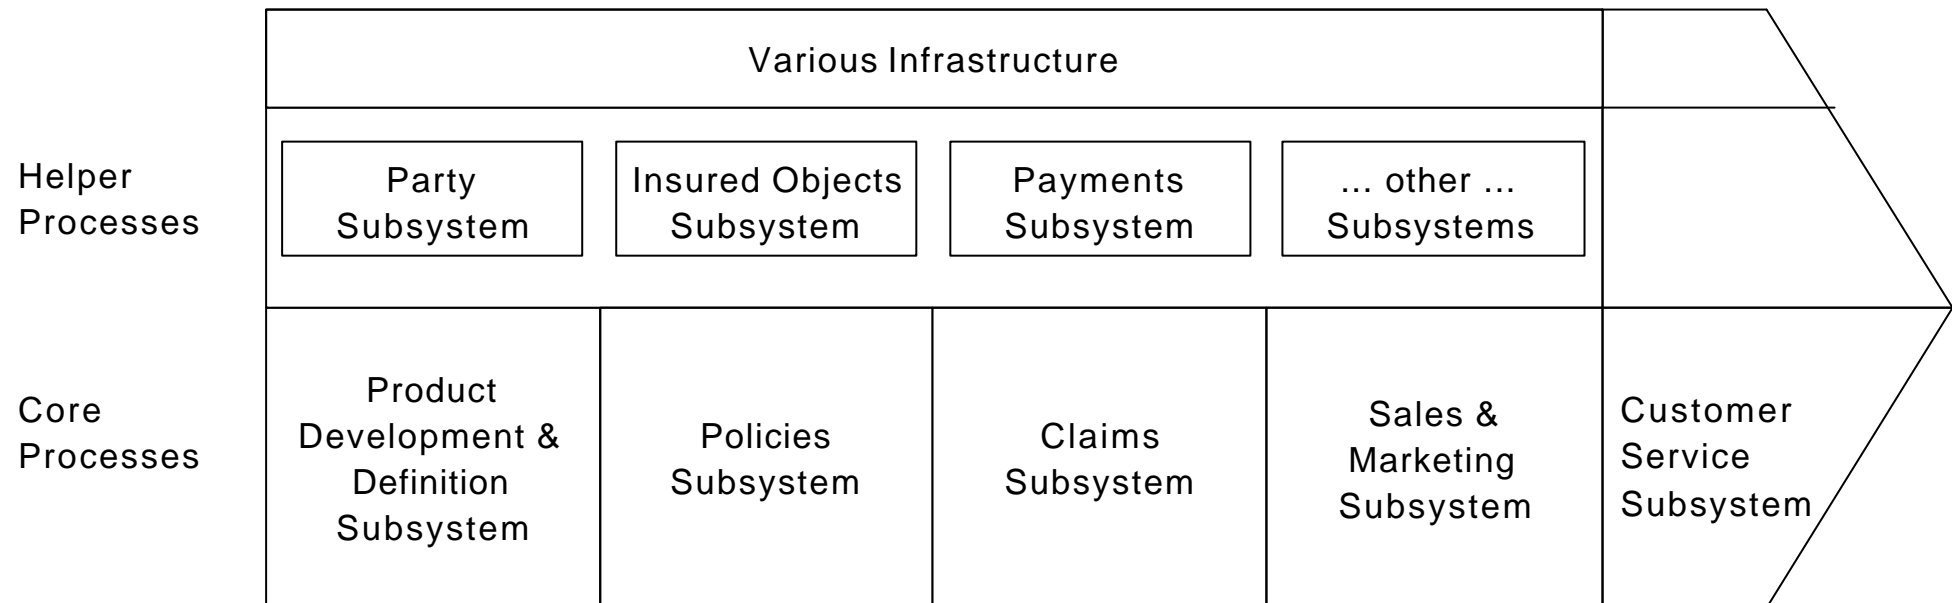 Various Infrastructure
Helper
Processes
Party
Subsystem
Insured Objects
Subsystem
Payments
Subsystem
... other ...
Subsystems
Core
Processes
Product
Development &
Definition
Subsystem
Policies
Subsystem
Claims
Subsystem
Sales &
Marketing
Subsystem
Customer
Service
Subsystem